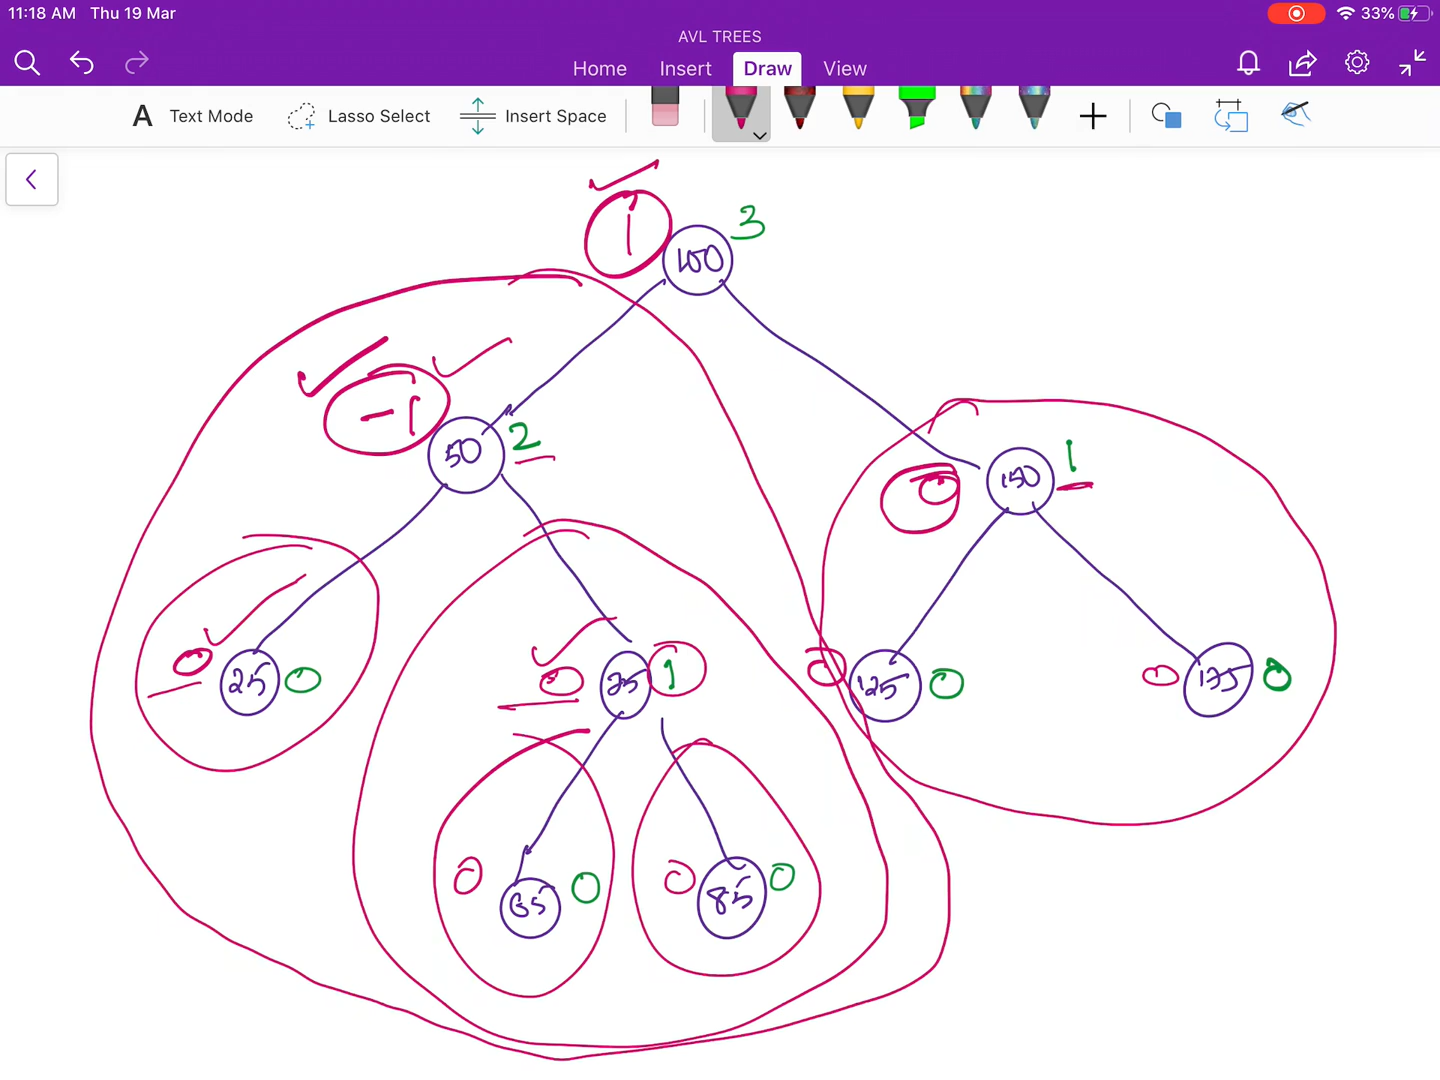 11:18 AM Thu 19 Mar
33%
AVL TREES
Home Insert Draw View
A Text Mode Lasso Select Insert Space
1 100 3
-1 50 2
0 150 1
0 25 0
0 75 1
0 125 0
0 175 0
0 65 0
0 85 0